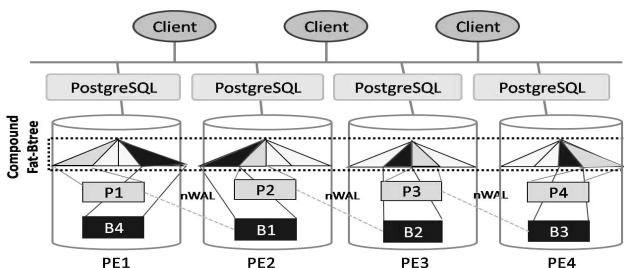 Client Client Client
PostgreSQL PostgreSQL PostgreSQL PostgreSQL
Compound
Fat-Btree
P1 nWAL P2 nWAL P3 nWAL P4
B4 B1 B2 B3
PE1 PE2 PE3 PE4